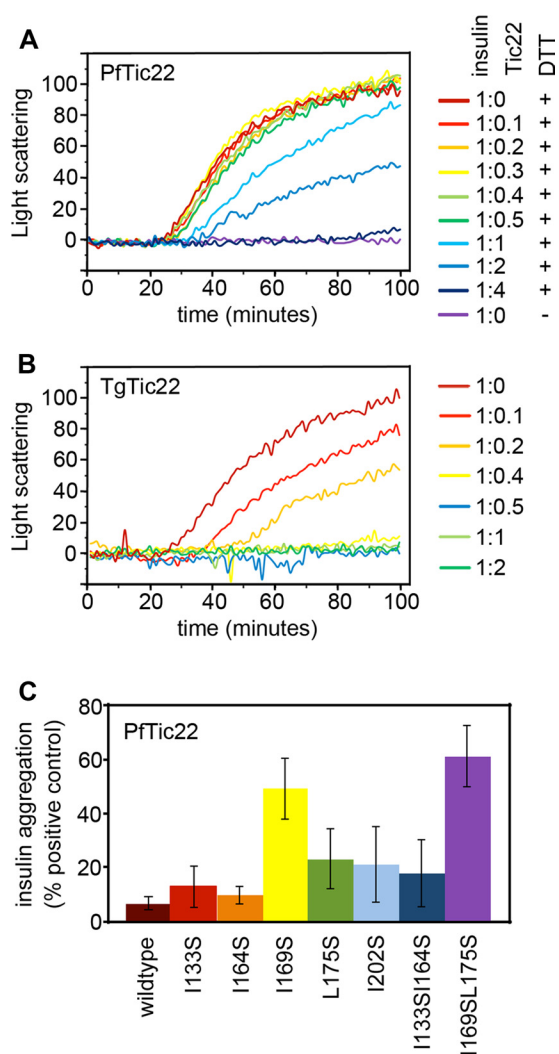 A
PfTic22
Light scattering
100
80
60
40
20
0
0 20 40 60 80 100
time (minutes)
insulin Tic22 DTT
1:0 +
1:0.1 +
1:0.2 +
1:0.3 +
1:0.4 +
1:0.5 +
1:1 +
1:2 +
1:4 +
1:0 -
B
TgTic22
Light scattering
100
80
60
40
20
0
0 20 40 60 80 100
time (minutes)
1:0
1:0.1
1:0.2
1:0.4
1:0.5
1:1
1:2
C
PfTic22
insulin aggregation
(% positive control)
80
60
40
20
0
wildtype
I133S
I164S
I169S
L175S
I202S
I133SI164S
I169SL175S